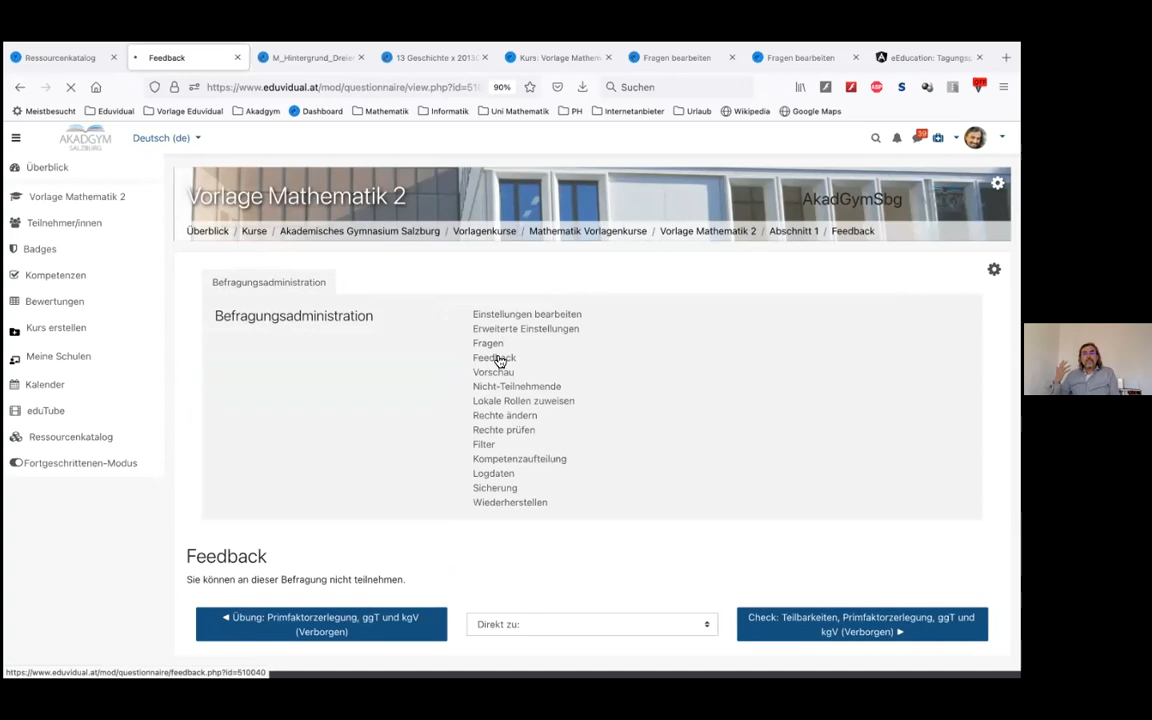 Ressourcenkatalog
Feedback
M_Hintergrund_Dreie
13 Geschichte x 2013
Kurs: Vorlage Mathem
Fragen bearbeiten
Fragen bearbeiten
eEducation: Tagungs
https://www.eduvidual.at/mod/questionnaire/view.php?id=51
90%
Suchen
ABP
S
OFF
Meistbesucht
Eduvidual
Vorlage Eduvidual
Akadgym
Dashboard
Mathematik
Informatik
Uni Mathematik
PH
Internetanbieter
Urlaub
Wikipedia
Google Maps
AKADGYM
SALZBURG
Deutsch (de)
Überblick
Vorlage Mathematik 2
Teilnehmer/innen
Badges
Kompetenzen
Bewertungen
Kurs erstellen
Meine Schulen
Kalender
eduTube
Ressourcenkatalog
Fortgeschrittenen-Modus
Vorlage Mathematik 2
AkadGymSbg
Überblick / Kurse / Akademisches Gymnasium Salzburg / Vorlagenkurse / Mathematik Vorlagenkurse / Vorlage Mathematik 2 / Abschnitt 1 / Feedback
Befragungsadministration
Befragungsadministration
Einstellungen bearbeiten
Erweiterte Einstellungen
Fragen
Feedback
Vorschau
Nicht-Teilnehmende
Lokale Rollen zuweisen
Rechte ändern
Rechte prüfen
Filter
Kompetenzaufteilung
Logdaten
Sicherung
Wiederherstellen
Feedback
Sie können an dieser Befragung nicht teilnehmen.
◄ Übung: Primfaktorzerlegung, ggT und kgV
(Verborgen)
Direkt zu:
Check: Teilbarkeiten, Primfaktorzerlegung, ggT und
kgV (Verborgen) ►
https://www.eduvidual.at/mod/questionnaire/feedback.php?id=510040